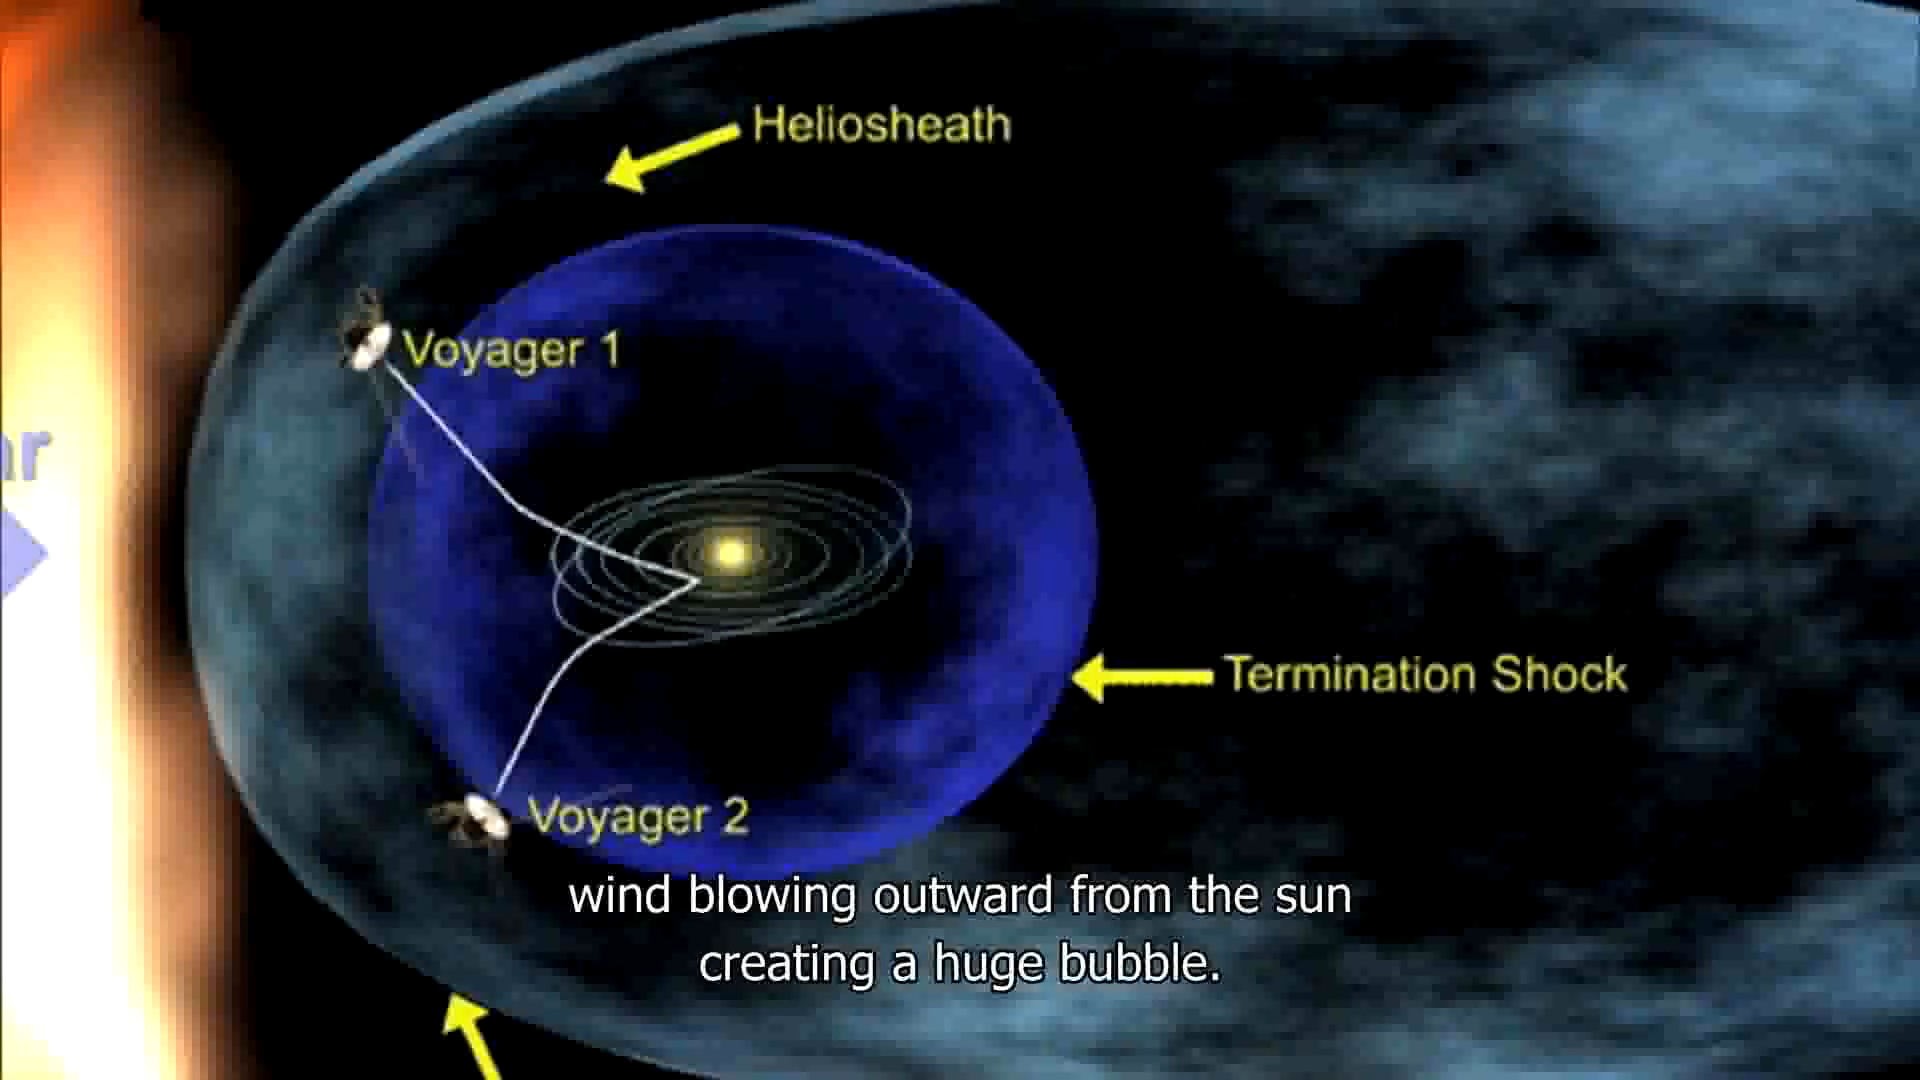 Heliosheath
Voyager 1
Termination Shock
Voyager 2
wind blowing outward from the sun
creating a huge bubble.